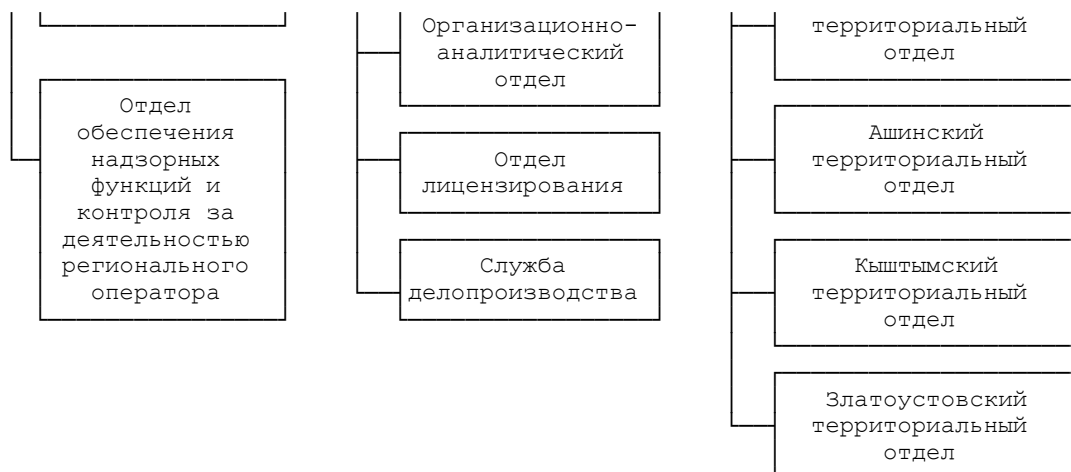 Отдел
обеспечения
надзорных
функций и
контроля за
деятельностью
регионального
оператора
Организационно-
аналитический
отдел
Отдел
лицензирования
Служба
делопроизводства
территориальный
отдел
Ашинский
территориальный
отдел
Кыштымский
территориальный
отдел
Златоустовский
территориальный
отдел